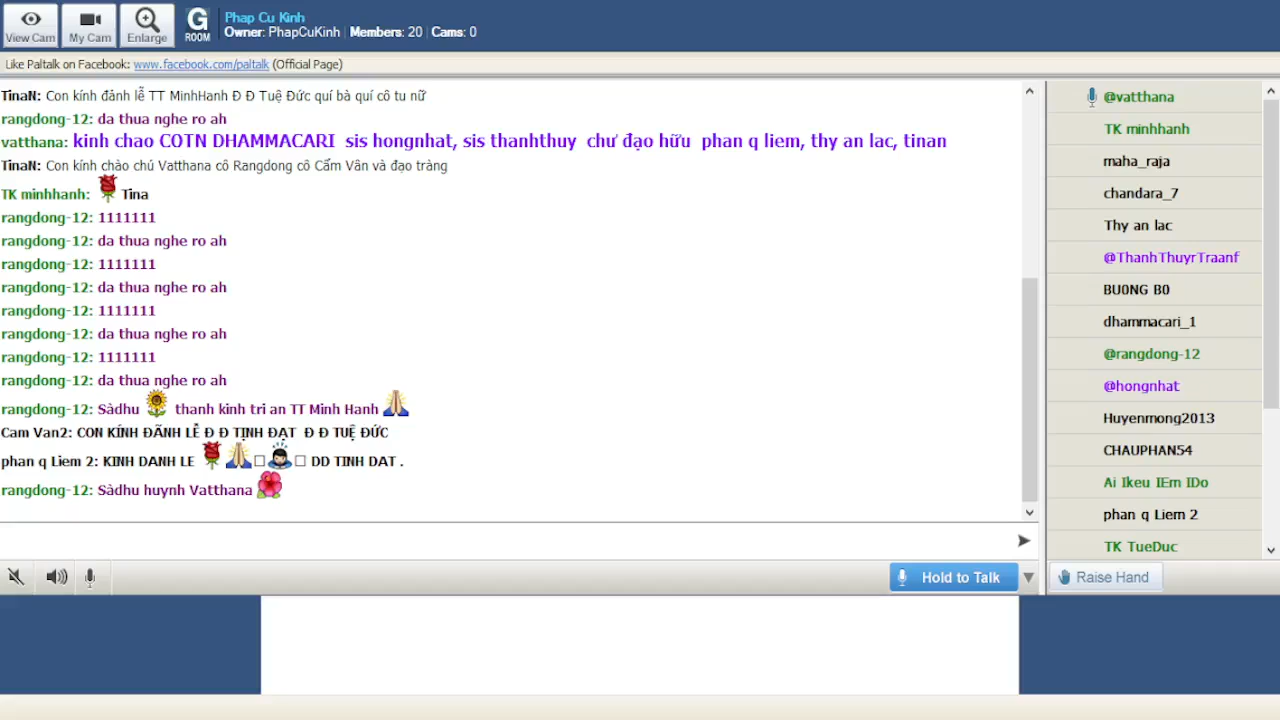 View Cam
My Cam
Enlarge
G
ROOM
Phap Cu Kinh
Owner: PhapCuKinh Members: 20 Cams: 0
Like Paltalk on Facebook: www.facebook.com/paltalk (Official Page)
TinaN: Con kính đảnh lễ TT MinhHanh Đ Đ Tuệ Đức quí bà quí cô tu nữ
rangdong-12: da thua nghe ro ah
vatthana: kinh chao COTN DHAMMACARI sis hongnhat, sis thanhthuy chư đạo hữu phan q liem, thy an lac, tinan
TinaN: Con kính chào chú Vatthana cô Rangdong cô Cẩm Vân và đạo tràng
TK minhhanh: Tina
rangdong-12: 1111111
rangdong-12: da thua nghe ro ah
rangdong-12: 1111111
rangdong-12: da thua nghe ro ah
rangdong-12: 1111111
rangdong-12: da thua nghe ro ah
rangdong-12: 1111111
rangdong-12: da thua nghe ro ah
rangdong-12: Sàdhu thanh kinh tri an TT Minh Hanh
Cam Van2: CON KÍNH ĐÃNH LỄ Đ Đ TỊNH ĐẠT Đ Đ TUỆ ĐỨC
phan q Liem 2: KINH DANH LE DD TINH DAT .
rangdong-12: Sàdhu huynh Vatthana
@vatthana
TK minhhanh
maha_raja
chandara_7
Thy an lac
@ThanhThuyrTraanf
BU0NG B0
dhammacari_1
@rangdong-12
@hongnhat
Huyenmong2013
CHAUPHAN54
Ai Ikeu IEm IDo
phan q Liem 2
TK TueDuc
Hold to Talk
Raise Hand